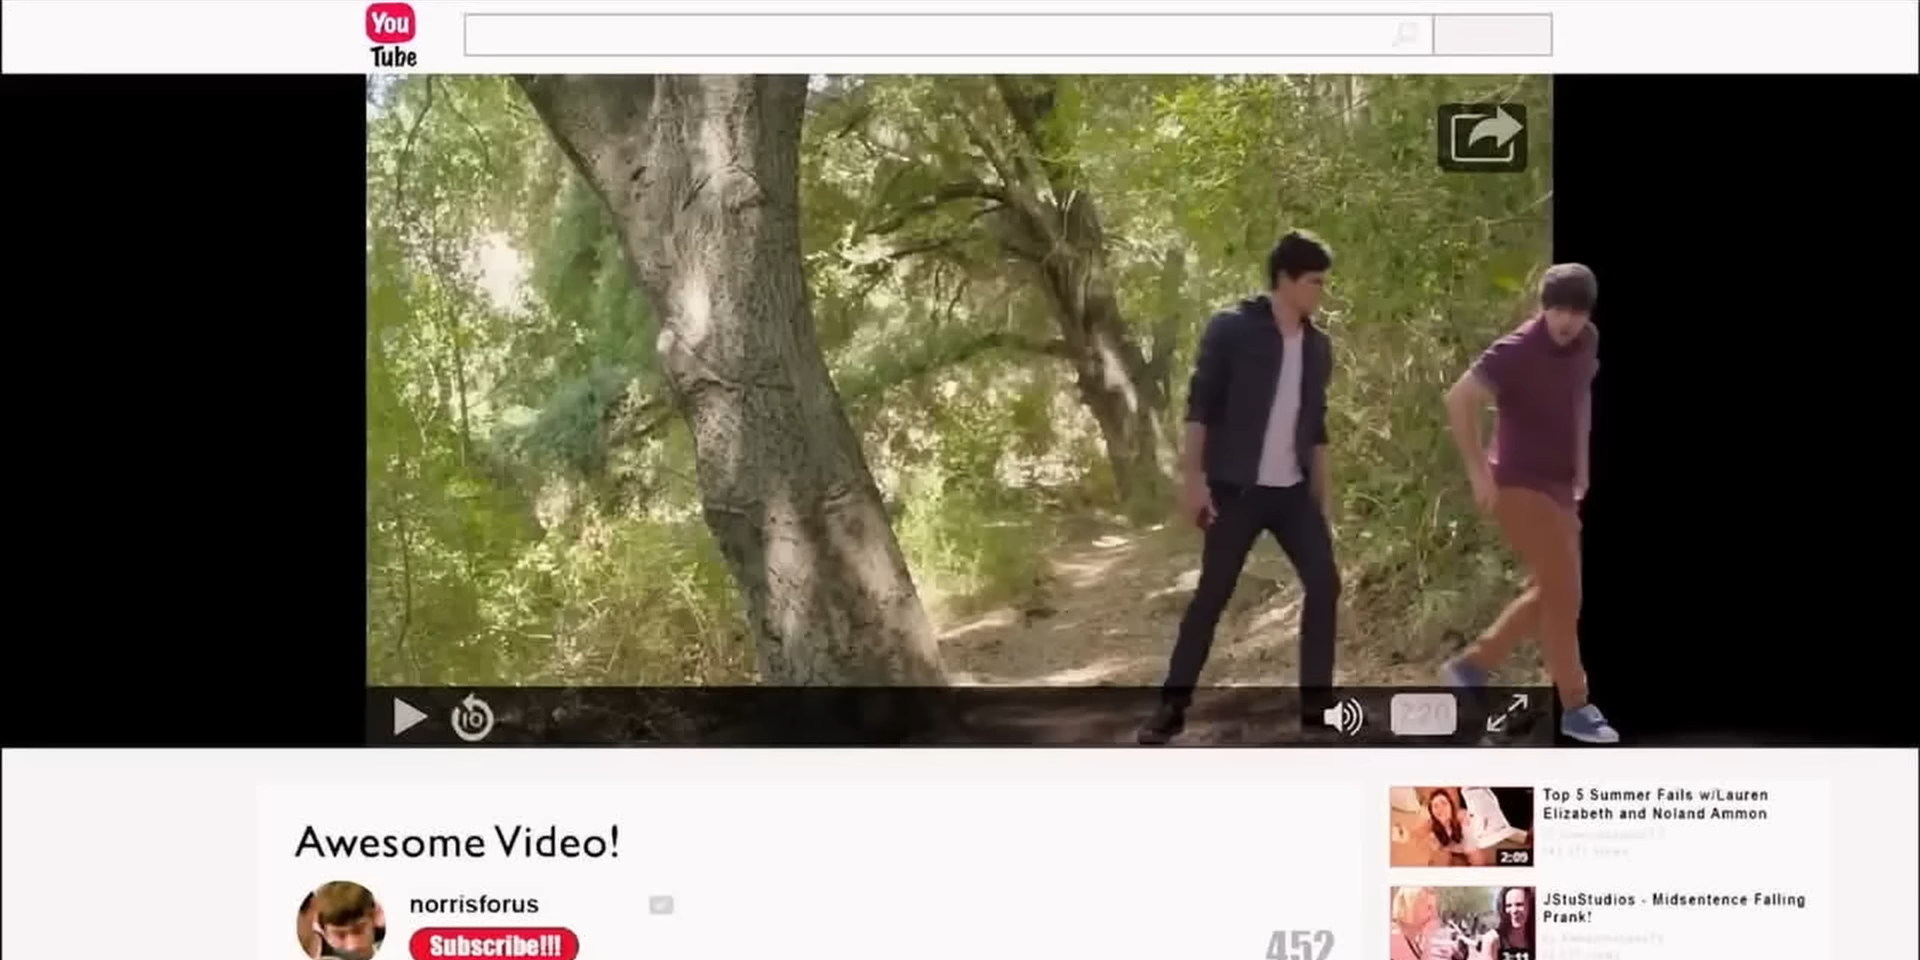 You
Tube
10
Awesome Video!
norrisforus
Subscribe!!!
452
Top 5 Summer Fails w/Lauren
Elizabeth and Noland Ammon
2:09
JStuStudios - Midsentence Falling
Prank!